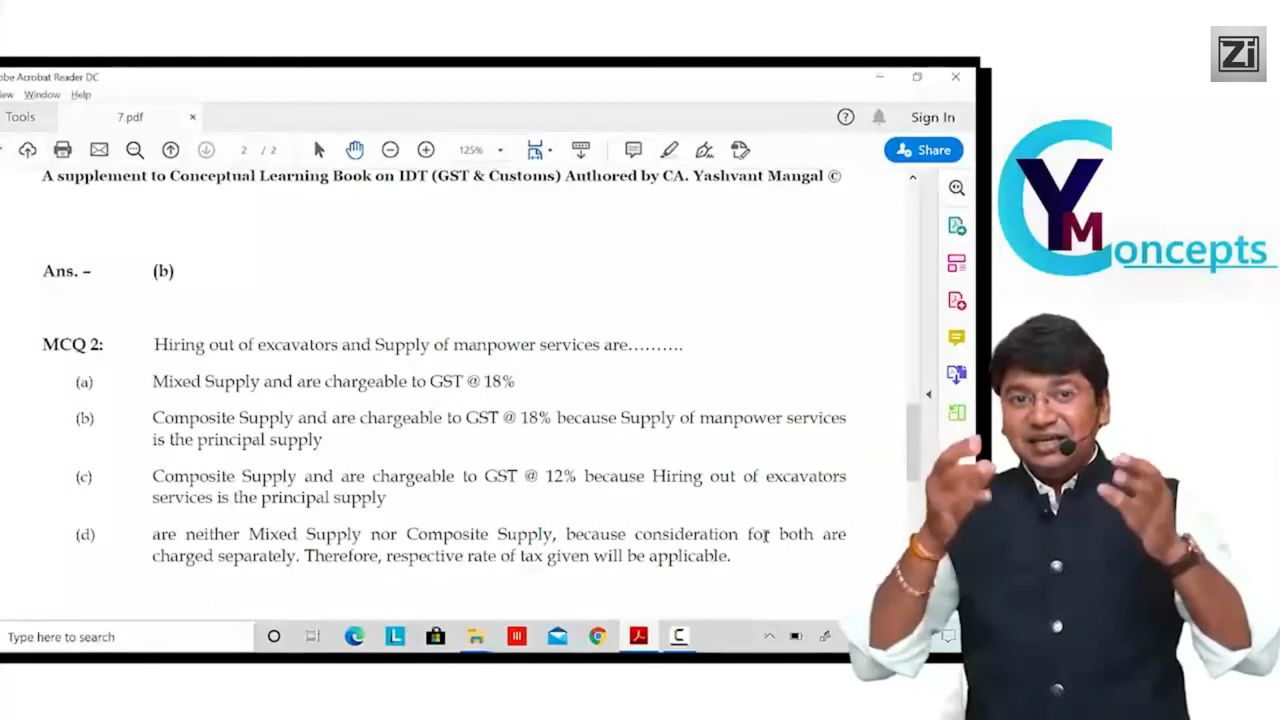 Zi
obe Acrobat Reader DC
iew Window Help
Tools 7.pdf × Sign In
2 / 2 125% Share
A supplement to Conceptual Learning Book on IDT (GST & Customs) Authored by CA. Yashvant Mangal ©
Ans. – (b)
MCQ 2: Hiring out of excavators and Supply of manpower services are……….
(a) Mixed Supply and are chargeable to GST @ 18%
(b) Composite Supply and are chargeable to GST @ 18% because Supply of manpower services
is the principal supply
(c) Composite Supply and are chargeable to GST @ 12% because Hiring out of excavators
services is the principal supply
(d) are neither Mixed Supply nor Composite Supply, because consideration for both are
charged separately. Therefore, respective rate of tax given will be applicable.
Type here to search
YM Concepts